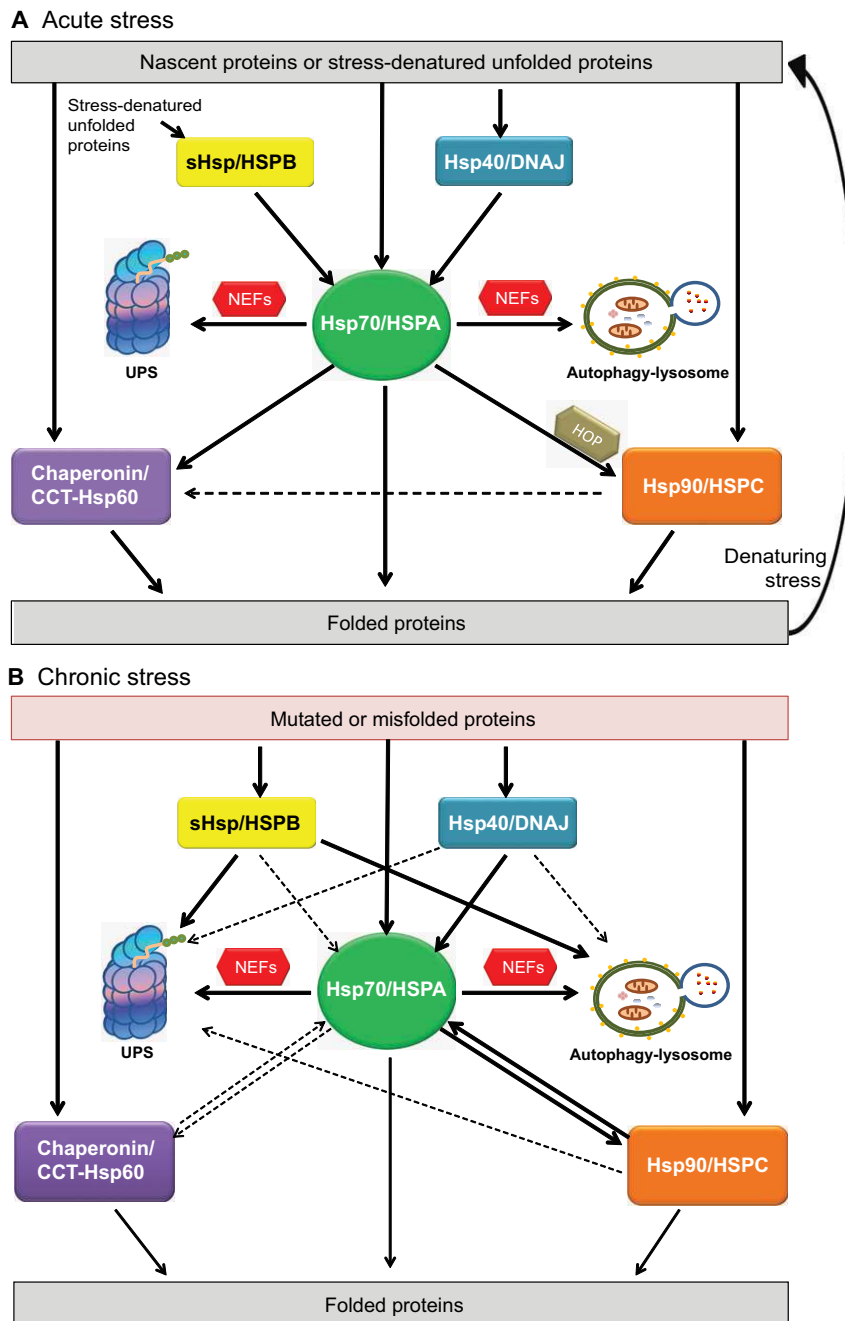 A Acute stress
Nascent proteins or stress-denatured unfolded proteins
Stress-denatured
unfolded
proteins
sHsp/HSPB
Hsp40/DNAJ
NEFs
NEFs
Hsp70/HSPA
UPS
Autophagy-lysosome
HOP
Chaperonin/
CCT-Hsp60
Hsp90/HSPC
Denaturing
stress
Folded proteins
B Chronic stress
Mutated or misfolded proteins
sHsp/HSPB
Hsp40/DNAJ
NEFs
NEFs
Hsp70/HSPA
UPS
Autophagy-lysosome
Chaperonin/
CCT-Hsp60
Hsp90/HSPC
Folded proteins